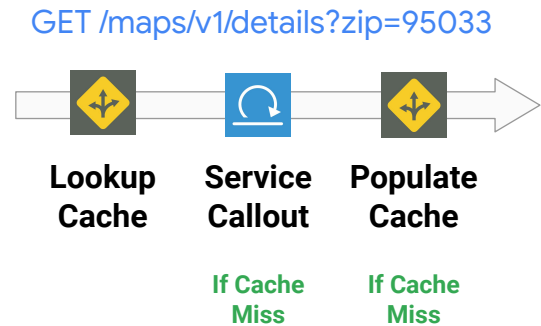 GET /maps/v1/details?zip=95033
Lookup Cache
Service Callout
Populate Cache
If Cache Miss
If Cache Miss